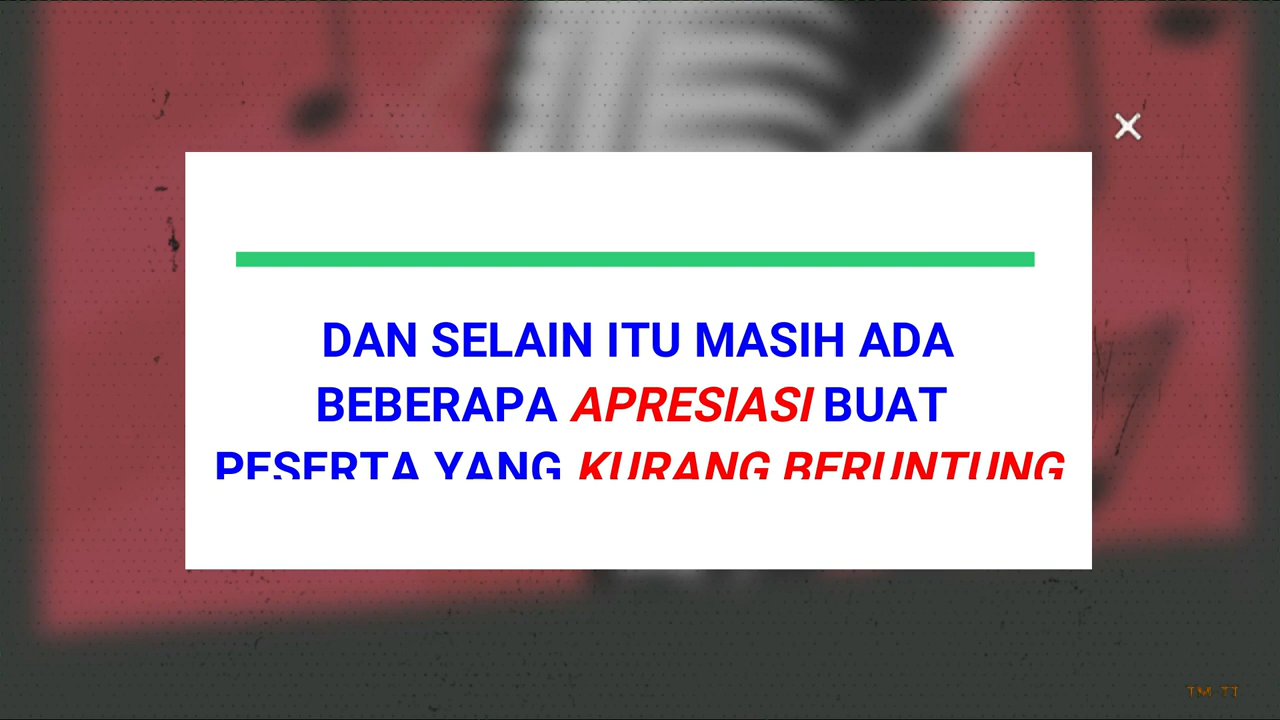 DAN SELAIN ITU MASIH ADA
BEBERAPA APRESIASI BUAT
PESERTA YANG KURANG BERUNTUNG